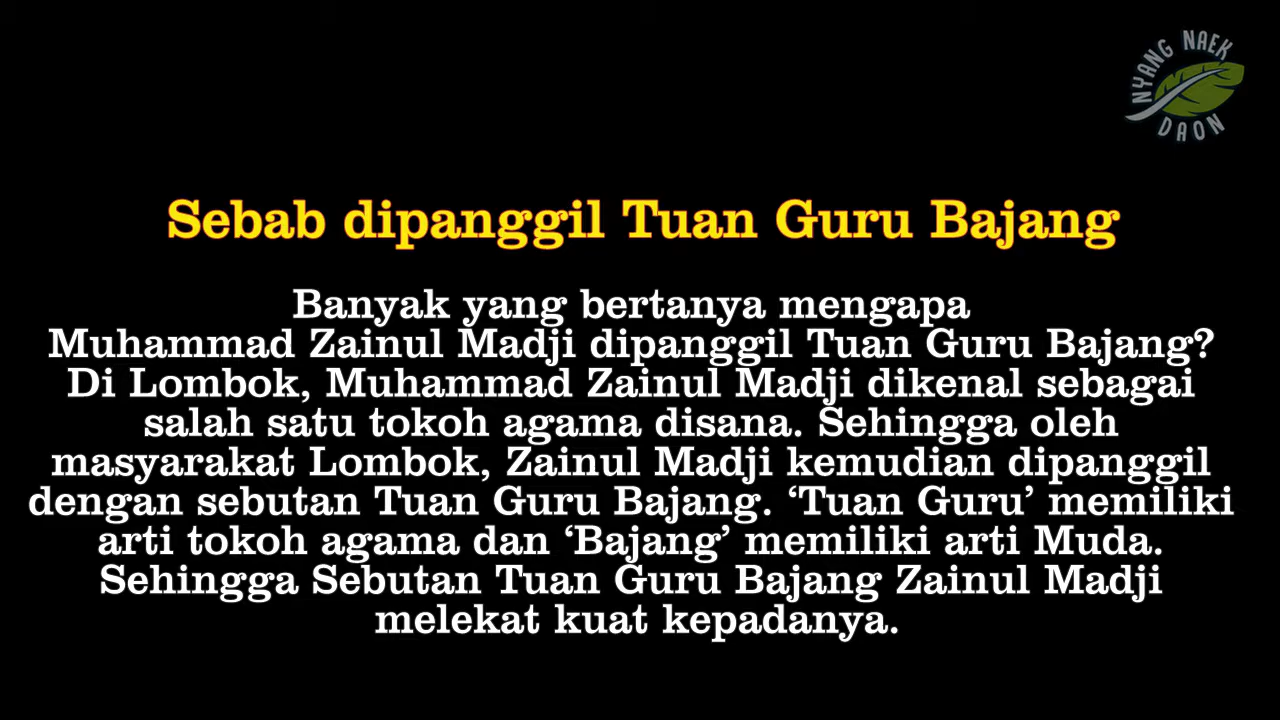 NYANG NAEK
DAON
Sebab dipanggil Tuan Guru Bajang
Banyak yang bertanya mengapa
Muhammad Zainul Madji dipanggil Tuan Guru Bajang?
Di Lombok, Muhammad Zainul Madji dikenal sebagai
salah satu tokoh agama disana. Sehingga oleh
masyarakat Lombok, Zainul Madji kemudian dipanggil
dengan sebutan Tuan Guru Bajang. ‘Tuan Guru’ memiliki
arti tokoh agama dan ‘Bajang’ memiliki arti Muda.
Sehingga Sebutan Tuan Guru Bajang Zainul Madji
melekat kuat kepadanya.